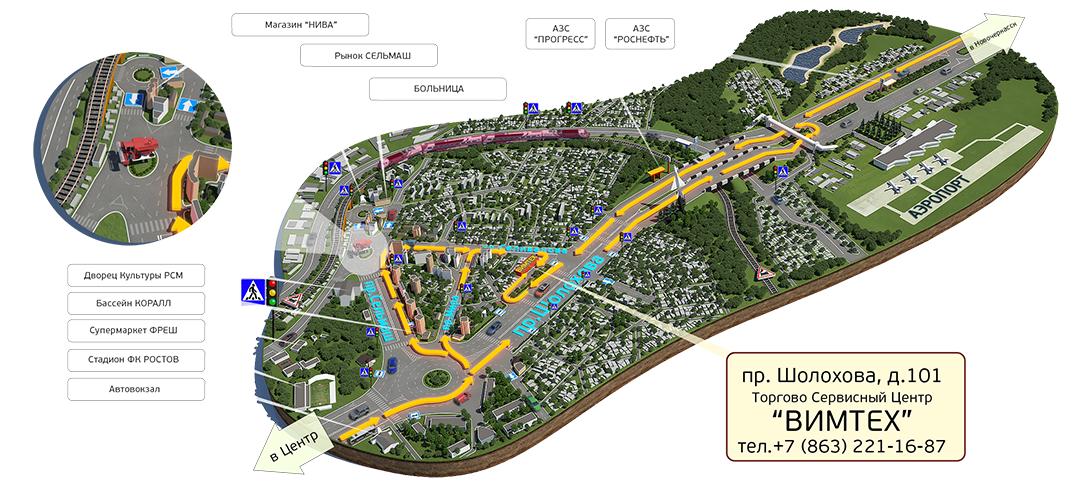 Магазин “НИВА”
Рынок СЕЛЬМАШ
БОЛЬНИЦА
АЗС
“ПРОГРЕСС”
АЗС
“РОСНЕФТЬ”
в Новочеркасск
АЭРОПОРТ
Дворец Культуры РСМ
Бассейн КОРАЛЛ
Супермаркет ФРЕШ
Стадион ФК РОСТОВ
Автовокзал
пр.Сельмаш
пр.Шолохова
в Центр
пр. Шолохова, д.101
Торгово Сервисный Центр
“ВИМТЕХ”
тел.+7 (863) 221-16-87